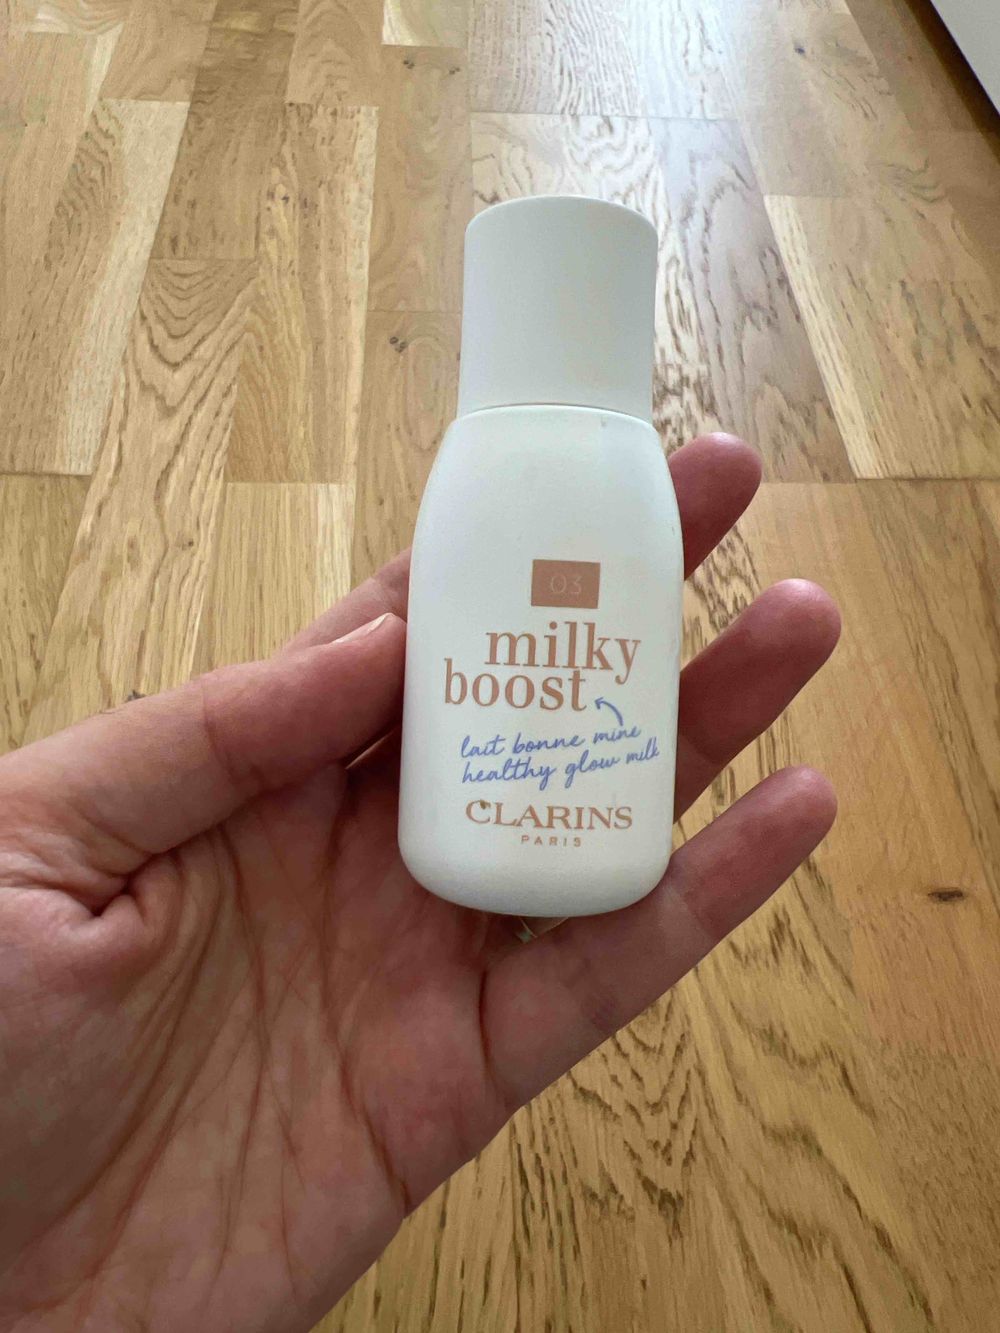 03
milky
boost
lait bonne mine
healthy glow milk
CLARINS
PARIS